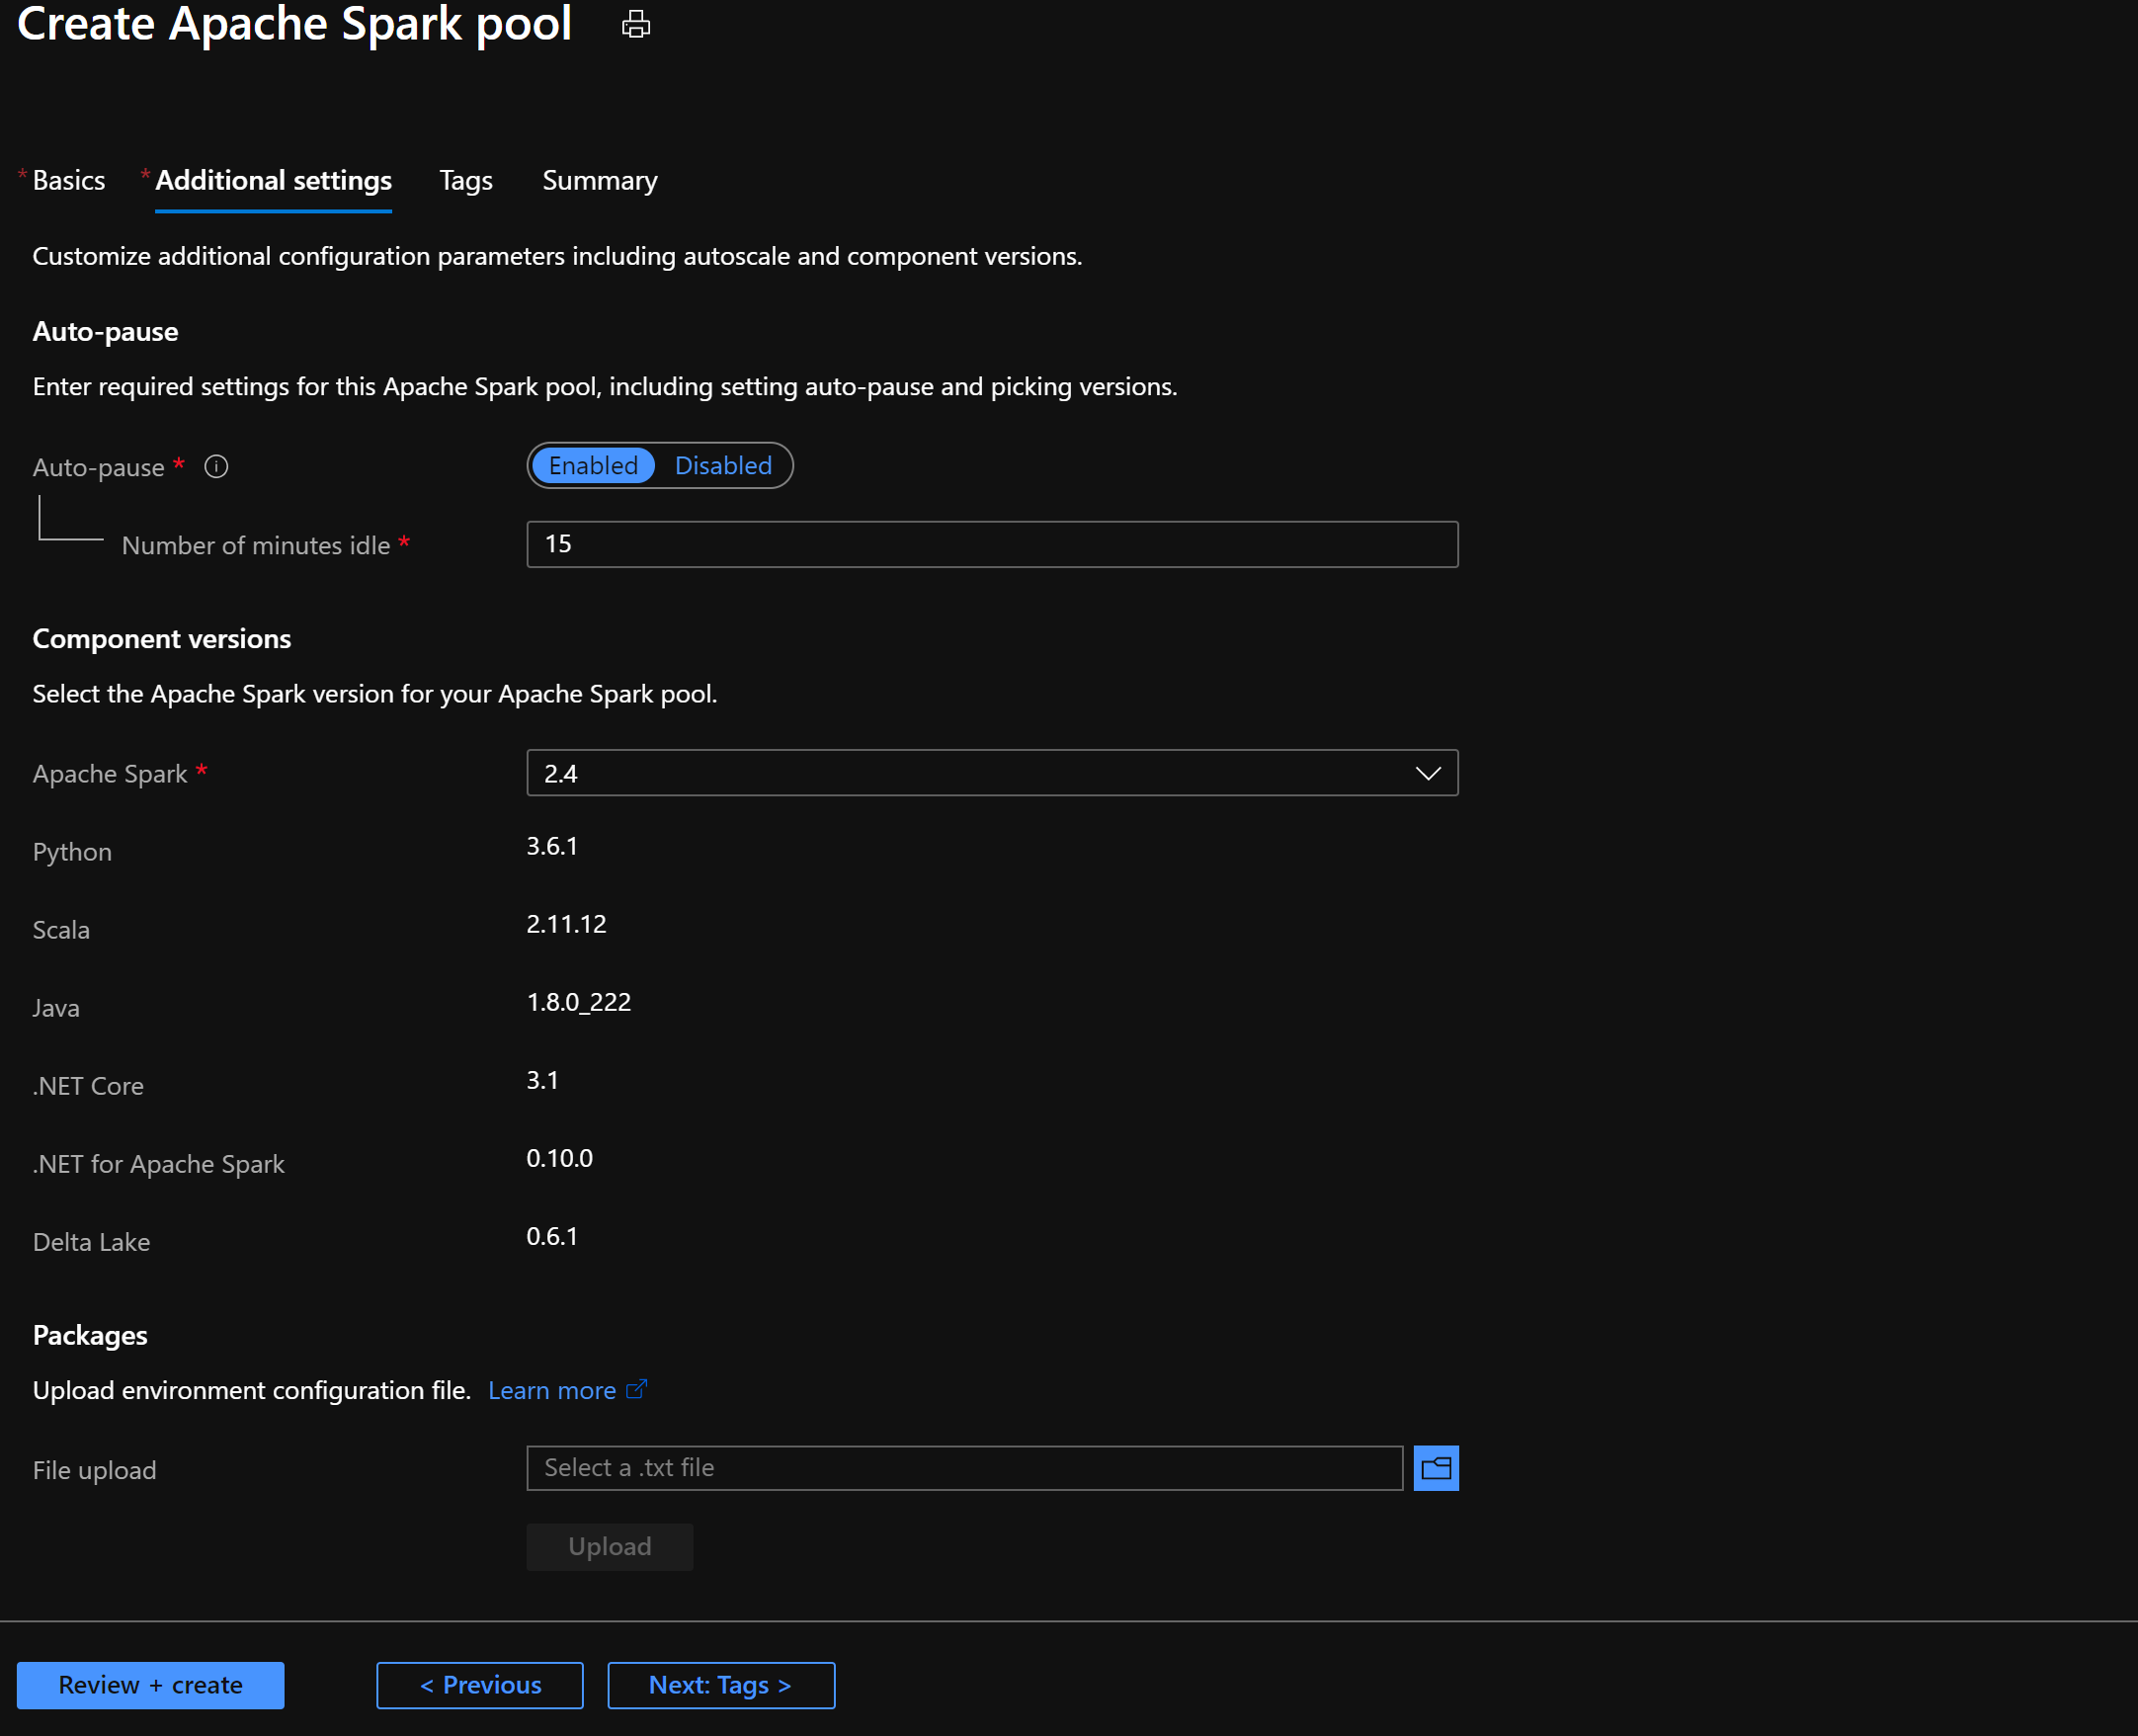 Create Apache Spark pool
* Basics * Additional settings Tags Summary
Customize additional configuration parameters including autoscale and component versions.
Auto-pause
Enter required settings for this Apache Spark pool, including setting auto-pause and picking versions.
Auto-pause * Enabled Disabled
Number of minutes idle * 15
Component versions
Select the Apache Spark version for your Apache Spark pool.
Apache Spark * 2.4
Python 3.6.1
Scala 2.11.12
Java 1.8.0_222
.NET Core 3.1
.NET for Apache Spark 0.10.0
Delta Lake 0.6.1
Packages
Upload environment configuration file. Learn more
File upload Select a .txt file
Upload
Review + create < Previous Next: Tags >